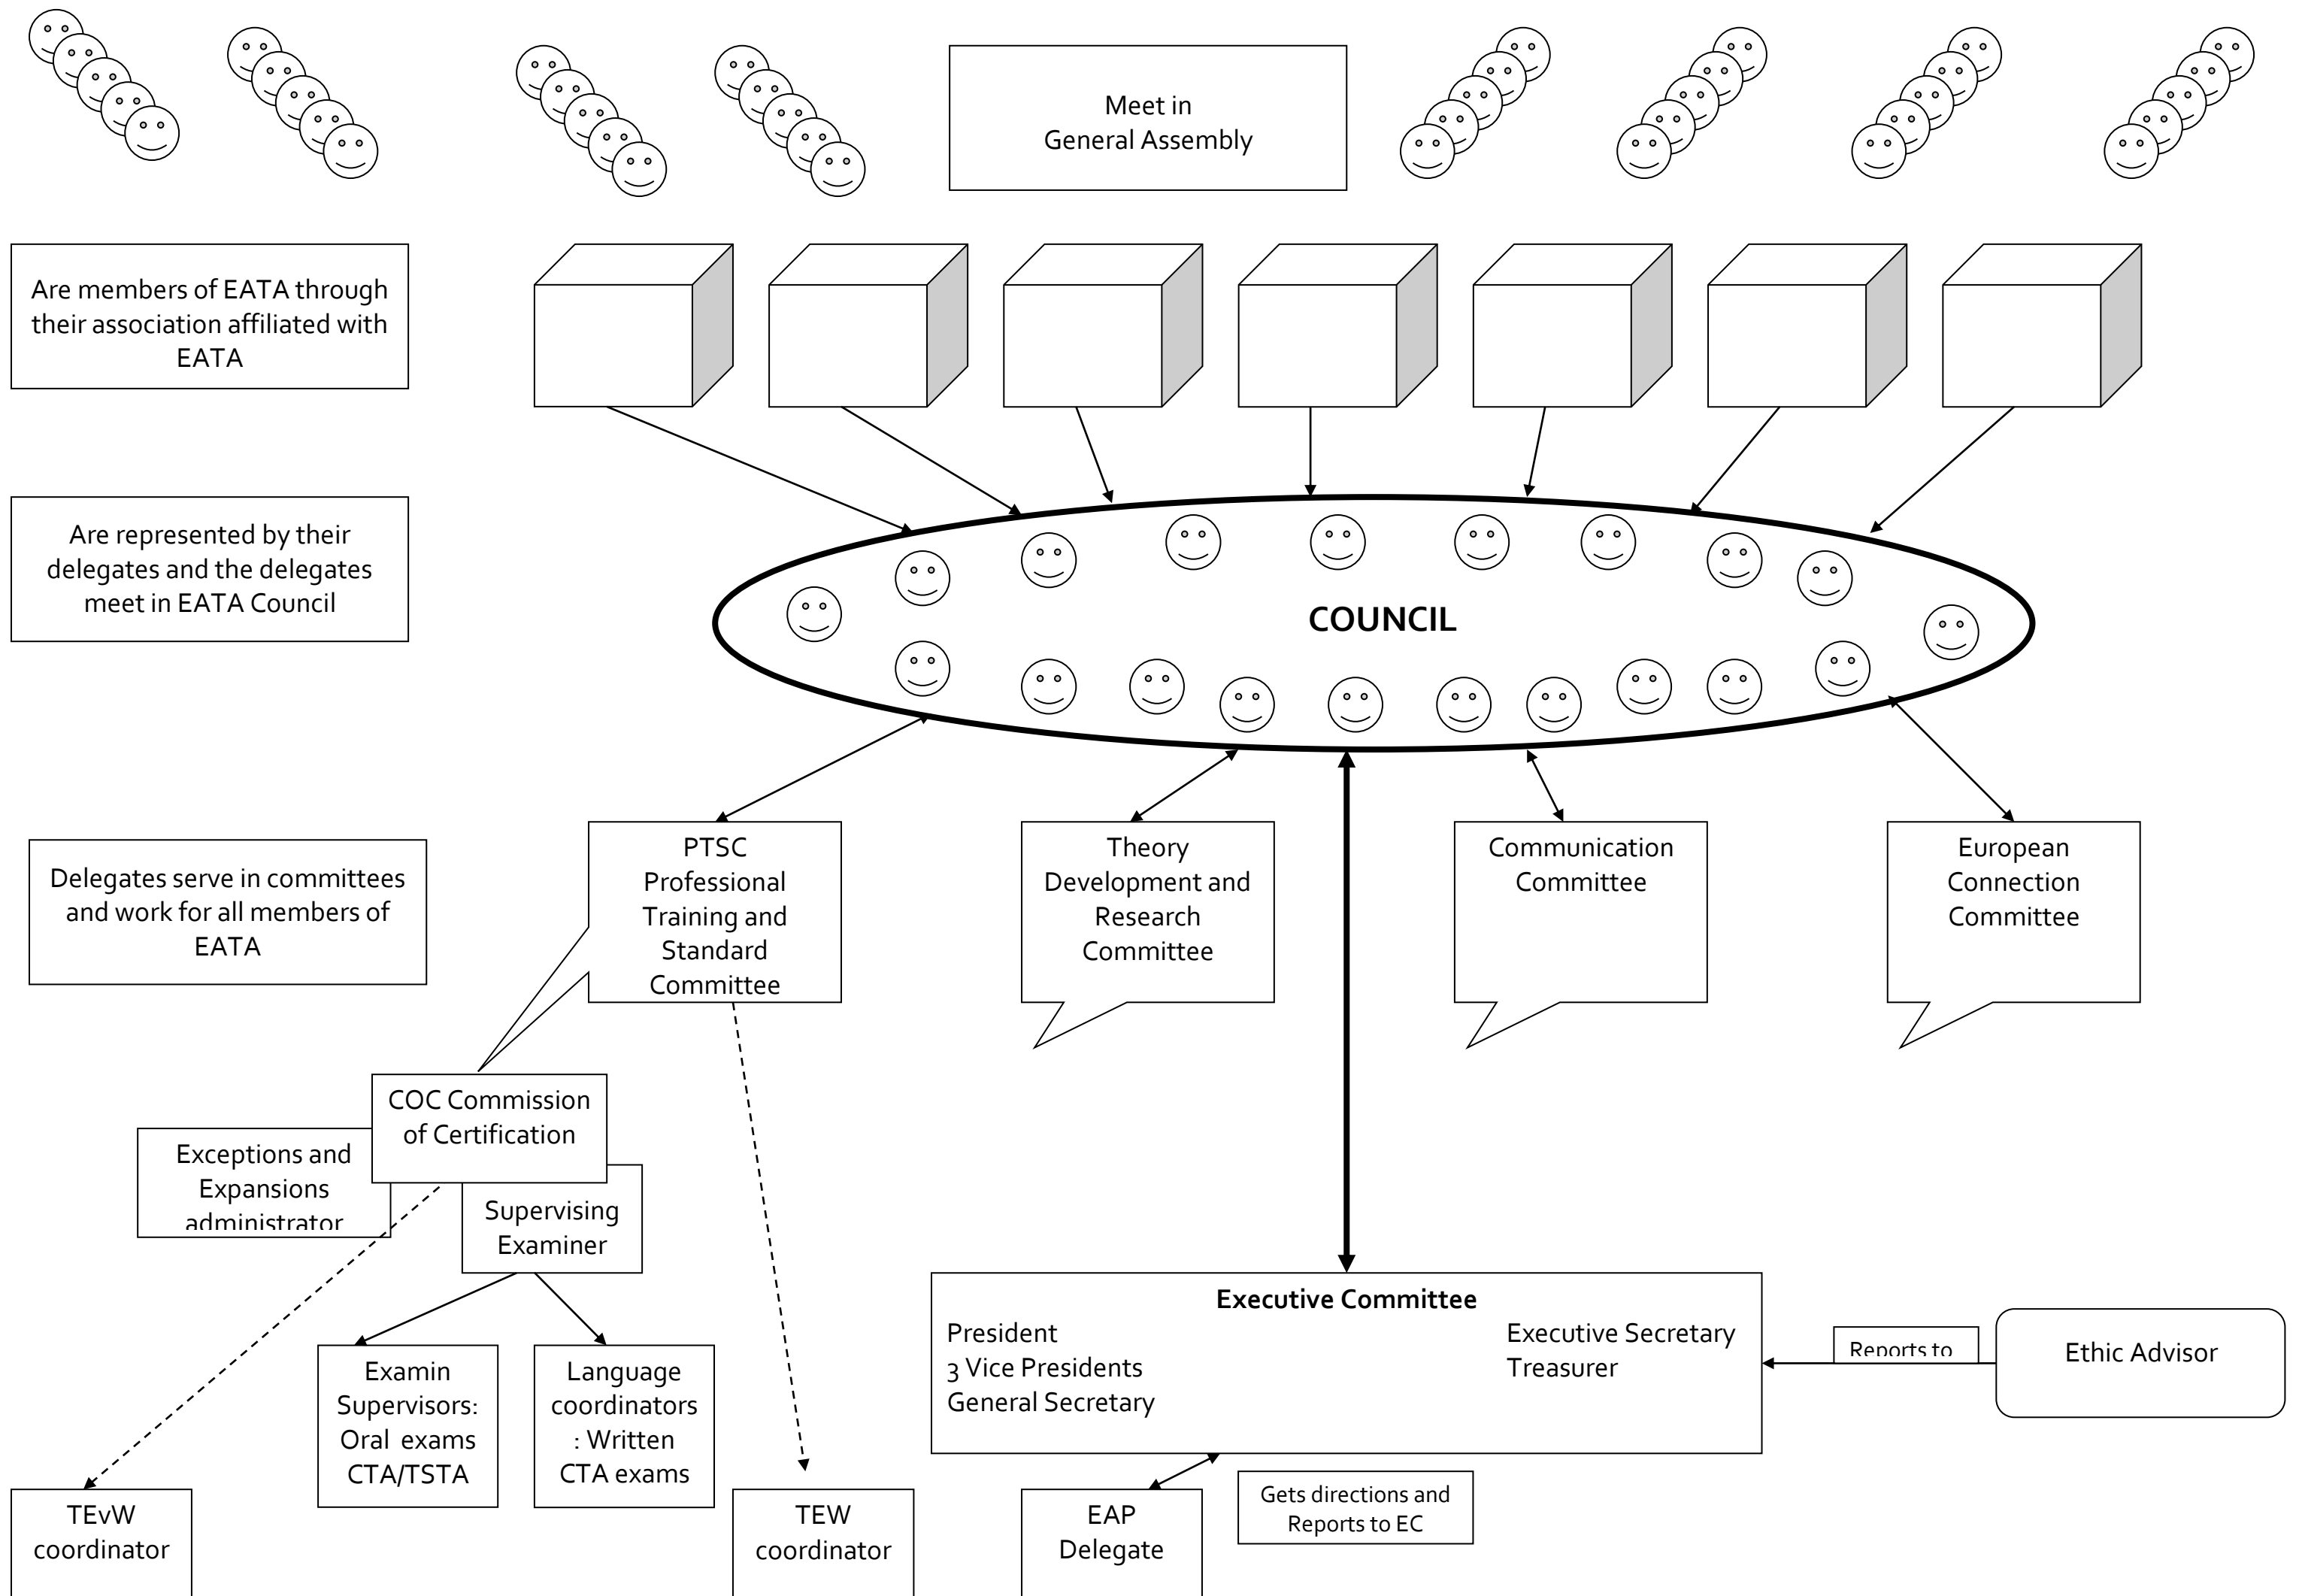 Meet in
General Assembly
Are members of EATA through
their association affiliated with
EATA
Are represented by their
delegates and the delegates
meet in EATA Council
COUNCIL
Delegates serve in committees
and work for all members of
EATA
PTSC
Professional
Training and
Standard
Committee
Theory
Development and
Research
Committee
Communication
Committee
European
Connection
Committee
COC Commission
of Certification
Exceptions and
Expansions
administrator
Supervising
Examiner
Examin
Supervisors:
Oral exams
CTA/TSTA
Language
coordinators
: Written
CTA exams
Executive Committee
President
3 Vice Presidents
General Secretary
Executive Secretary
Treasurer
Reports to
Ethic Advisor
TEvW
coordinator
TEW
coordinator
EAP
Delegate
Gets directions and
Reports to EC